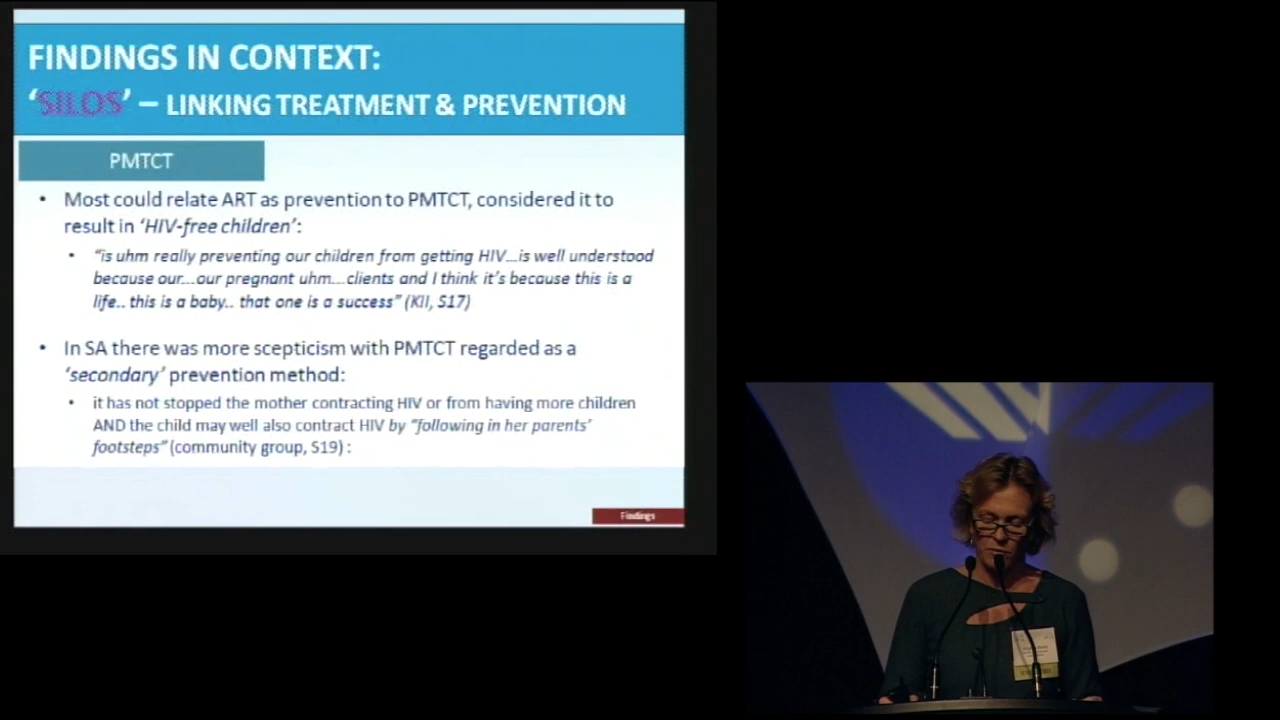 FINDINGS IN CONTEXT:
‘SILOS’ – LINKING TREATMENT & PREVENTION
PMTCT
• Most could relate ART as prevention to PMTCT, considered it to
result in ‘HIV-free children’:
• “is uhm really preventing our children from getting HIV...is well understood
because our...our pregnant uhm...clients and I think it’s because this is a
life.. this is a baby.. that one is a success” (KII, S17)
• In SA there was more scepticism with PMTCT regarded as a
‘secondary’ prevention method:
• it has not stopped the mother contracting HIV or from having more children
AND the child may well also contract HIV by “following in her parents’
footsteps” (community group, S19) :
Findings